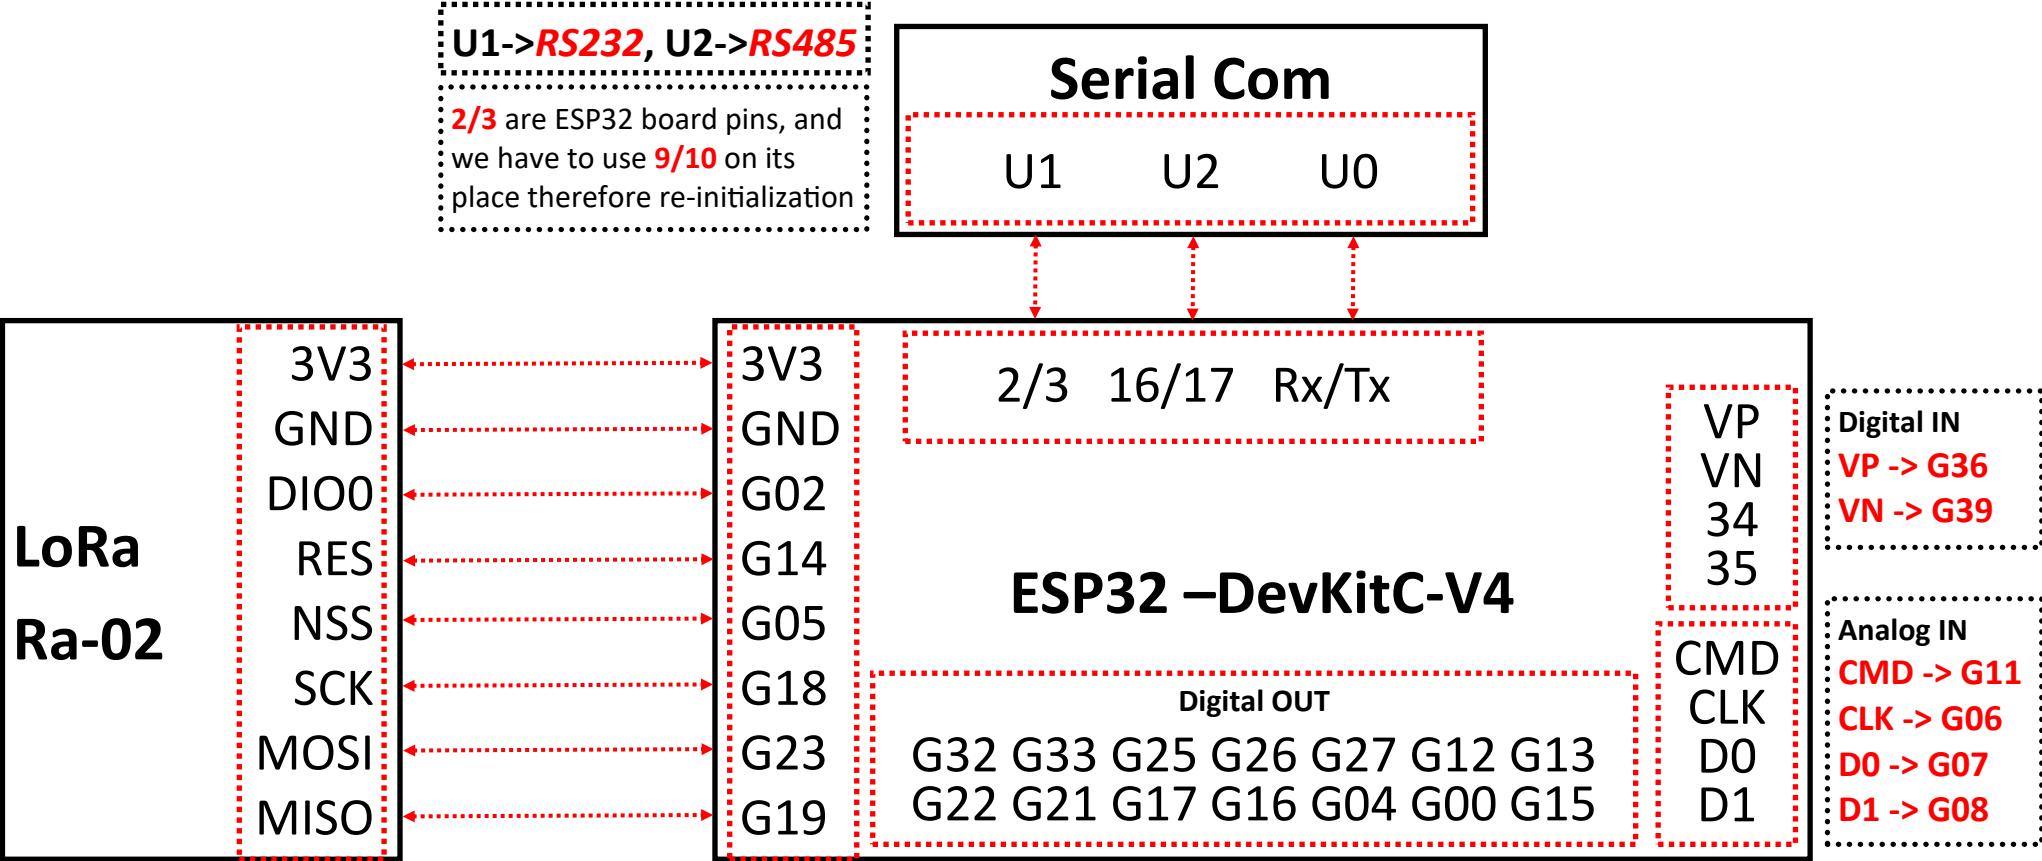 U1->RS232, U2->RS485
2/3 are ESP32 board pins, and
we have to use 9/10 on its
place therefore re-initialization
Serial Com
U1 U2 U0
LoRa
Ra-02
3V3
GND
DIO0
RES
NSS
SCK
MOSI
MISO
3V3
GND
G02
G14
G05
G18
G23
G19
2/3 16/17 Rx/Tx
ESP32 –DevKitC-V4
Digital OUT
G32 G33 G25 G26 G27 G12 G13
G22 G21 G17 G16 G04 G00 G15
VP
VN
34
35
CMD
CLK
D0
D1
Digital IN
VP -> G36
VN -> G39
Analog IN
CMD -> G11
CLK -> G06
D0 -> G07
D1 -> G08